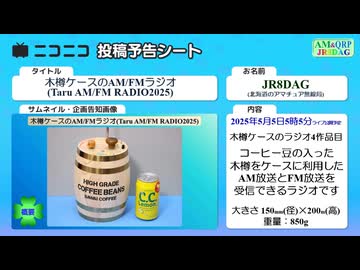 ニコニコ 投稿予告シート
AM&QRP
JR8DAG
タイトル
木樽ケースのAM/FMラジオ
(Taru AM/FM RADIO2025)
お名前
JR8DAG
(北海道のアマチュア無線局)
サムネイル・企画告知画像
木樽ケースのAM/FMラジオ(Taru AM/FM RADIO2025)
HIGH GRADE
COFFEE BEANS
SAMMI COFFEE
C.C.
Lemon
概要
内容
2025年5月5日5時5分
木樽ケースのラジオ4作品目
コーヒー豆の入った
木樽をケースに利用した
AM放送とFM放送を
受信できるラジオです
大きさ 150mm(径)×200m(高)
重量：850g